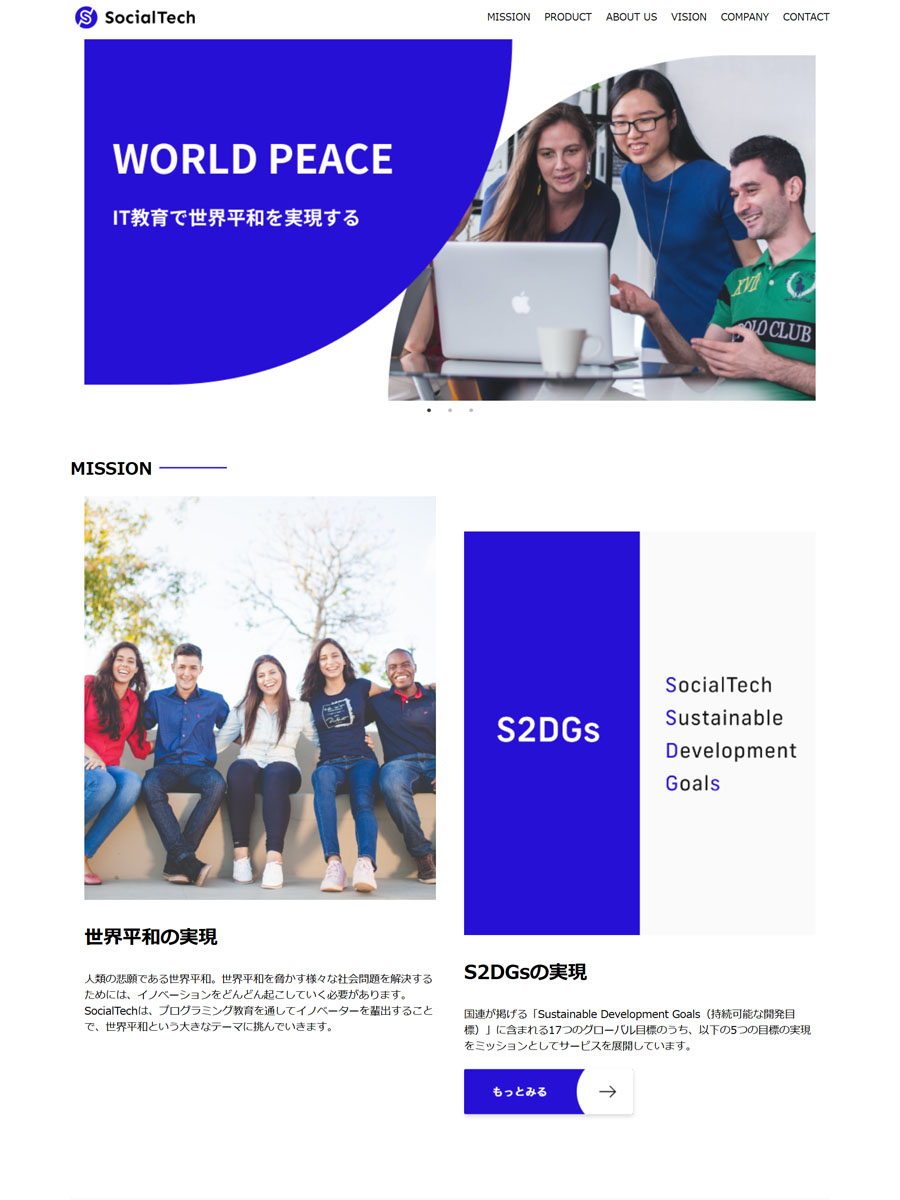 SocialTech
MISSION PRODUCT ABOUT US VISION COMPANY CONTACT
WORLD PEACE
IT教育で世界平和を実現する
XVII
POLO CLUB
MISSION
S2DGs
SocialTech
Sustainable
Development
Goals
世界平和の実現
人類の悲願である世界平和。世界平和を脅かす様々な社会問題を解決する
ためには、イノベーションをどんどん起こしていく必要があります。
SocialTechは、プログラミング教育を通してイノベーターを輩出すること
で、世界平和という大きなテーマに挑んでいきます。
S2DGsの実現
国連が掲げる「Sustainable Development Goals（持続可能な開発目
標）」に含まれる17つのグローバル目標のうち、以下の5つの目標の実現
をミッションとしてサービスを展開しています。
もっとみる